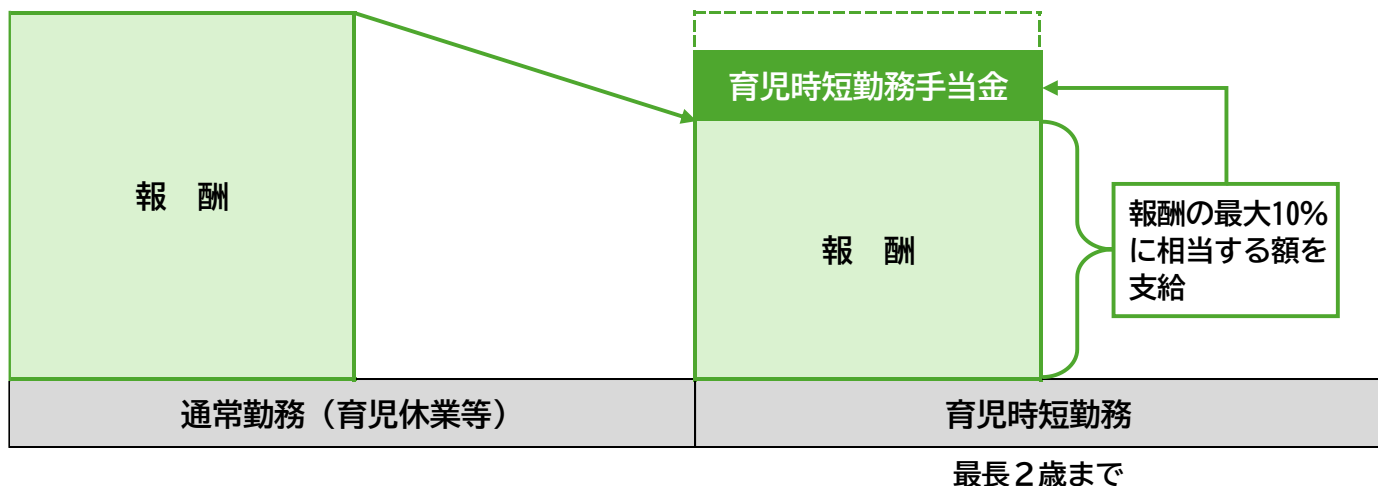 育児時短勤務手当金
報　酬
報　酬
報酬の最大10%
に相当する額を
支給
通常勤務（育児休業等）
育児時短勤務
最長２歳まで